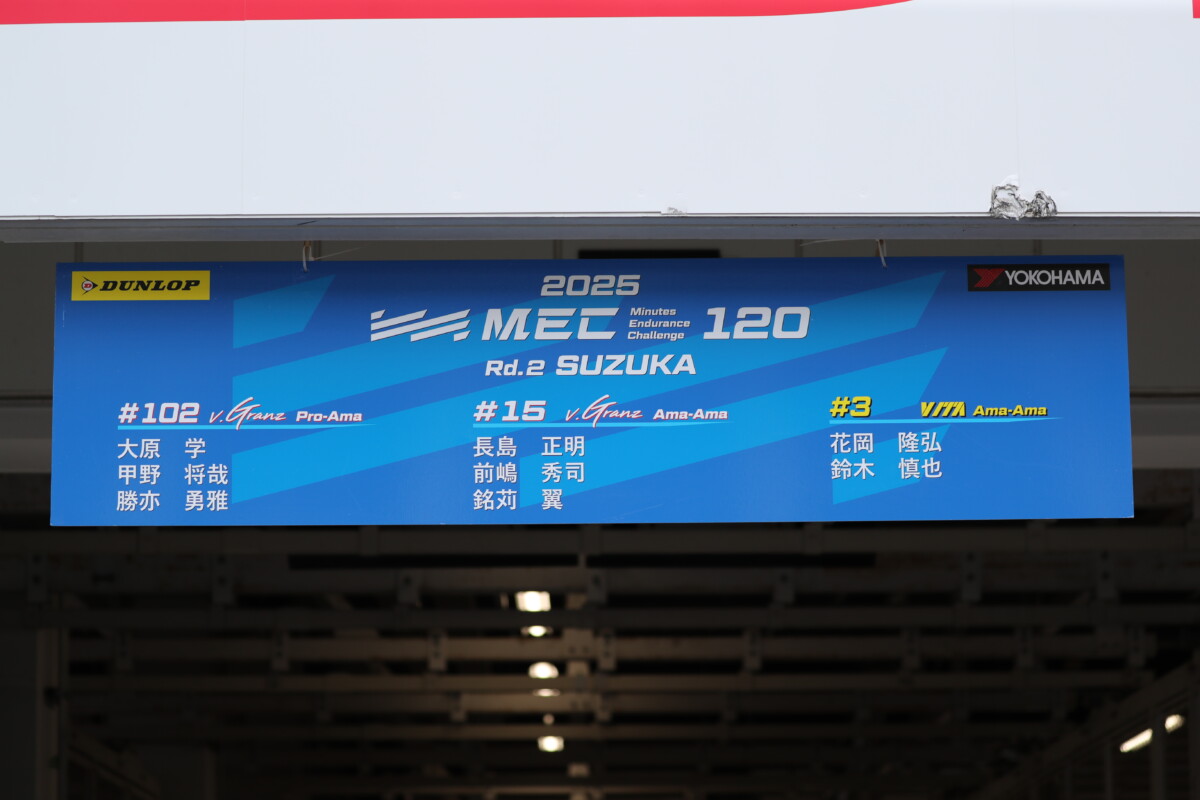 DUNLOP
YOKOHAMA
2025
MEC Minutes Endurance Challenge 120
Rd.2 SUZUKA
#102 v.Granz Pro-Ama
大原 学
甲野 将哉
勝亦 勇雅
#15 v.Granz Ama-Ama
長島 正明
前嶋 秀司
銘苅 翼
#3 VITA Ama-Ama
花岡 隆弘
鈴木 慎也